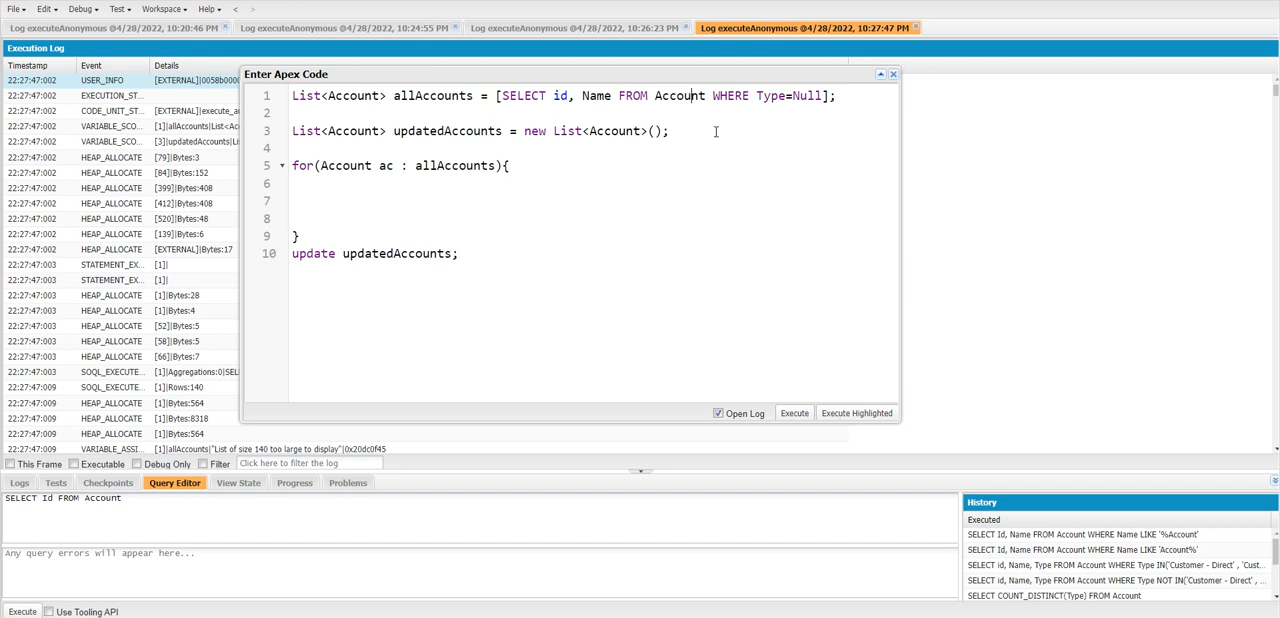 File Edit Debug Test Workspace Help < >
Log executeAnonymous @4/28/2022, 10:20:46 PM Log executeAnonymous @4/28/2022, 10:24:55 PM Log executeAnonymous @4/28/2022, 10:26:23 PM Log executeAnonymous @4/28/2022, 10:27:47 PM
Execution Log
Timestamp Event Details
22:27:47:002 USER_INFO [EXTERNAL]|0058b0000
22:27:47:002 EXECUTION_ST...
22:27:47:002 CODE_UNIT_ST... [EXTERNAL]|execute_a
22:27:47:002 VARIABLE_SCO... [1]|allAccounts|List<Ac
22:27:47:002 VARIABLE_SCO... [3]|updatedAccounts|Li
22:27:47:002 HEAP_ALLOCATE [79]|Bytes:3
22:27:47:002 HEAP_ALLOCATE [84]|Bytes:152
22:27:47:002 HEAP_ALLOCATE [399]|Bytes:408
22:27:47:002 HEAP_ALLOCATE [412]|Bytes:408
22:27:47:002 HEAP_ALLOCATE [520]|Bytes:48
22:27:47:002 HEAP_ALLOCATE [139]|Bytes:6
22:27:47:002 HEAP_ALLOCATE [EXTERNAL]|Bytes:17
22:27:47:003 STATEMENT_EX... [1]|
22:27:47:003 STATEMENT_EX... [1]|
22:27:47:003 HEAP_ALLOCATE [1]|Bytes:28
22:27:47:003 HEAP_ALLOCATE [1]|Bytes:4
22:27:47:003 HEAP_ALLOCATE [52]|Bytes:5
22:27:47:003 HEAP_ALLOCATE [58]|Bytes:5
22:27:47:003 HEAP_ALLOCATE [66]|Bytes:7
22:27:47:003 SOQL_EXECUTE... [1]|Aggregations:0|SEL
22:27:47:009 SOQL_EXECUTE... [1]|Rows:140
22:27:47:009 HEAP_ALLOCATE [1]|Bytes:564
22:27:47:009 HEAP_ALLOCATE [1]|Bytes:8318
22:27:47:009 HEAP_ALLOCATE [1]|Bytes:564
22:27:47:009 VARIABLE_ASSI... [1]|allAccounts|"List of size 140 too large to display"|0x20dc0f45
Enter Apex Code
1 List<Account> allAccounts = [SELECT id, Name FROM Account WHERE Type=Null];
2
3 List<Account> updatedAccounts = new List<Account>();
4
5 for(Account ac : allAccounts){
6
7
8
9 }
10 update updatedAccounts;
Open Log Execute Execute Highlighted
This Frame Executable Debug Only Filter Click here to filter the log
Logs Tests Checkpoints Query Editor View State Progress Problems
SELECT Id FROM Account
Any query errors will appear here...
Execute Use Tooling API
History
Executed
SELECT Id, Name FROM Account WHERE Name LIKE '%Account'
SELECT Id, Name FROM Account WHERE Name LIKE 'Account%'
SELECT id, Name, Type FROM Account WHERE Type IN('Customer - Direct' , 'Cust...
SELECT id, Name, Type FROM Account WHERE Type NOT IN('Customer - Direct' , ...
SELECT COUNT_DISTINCT(Type) FROM Account